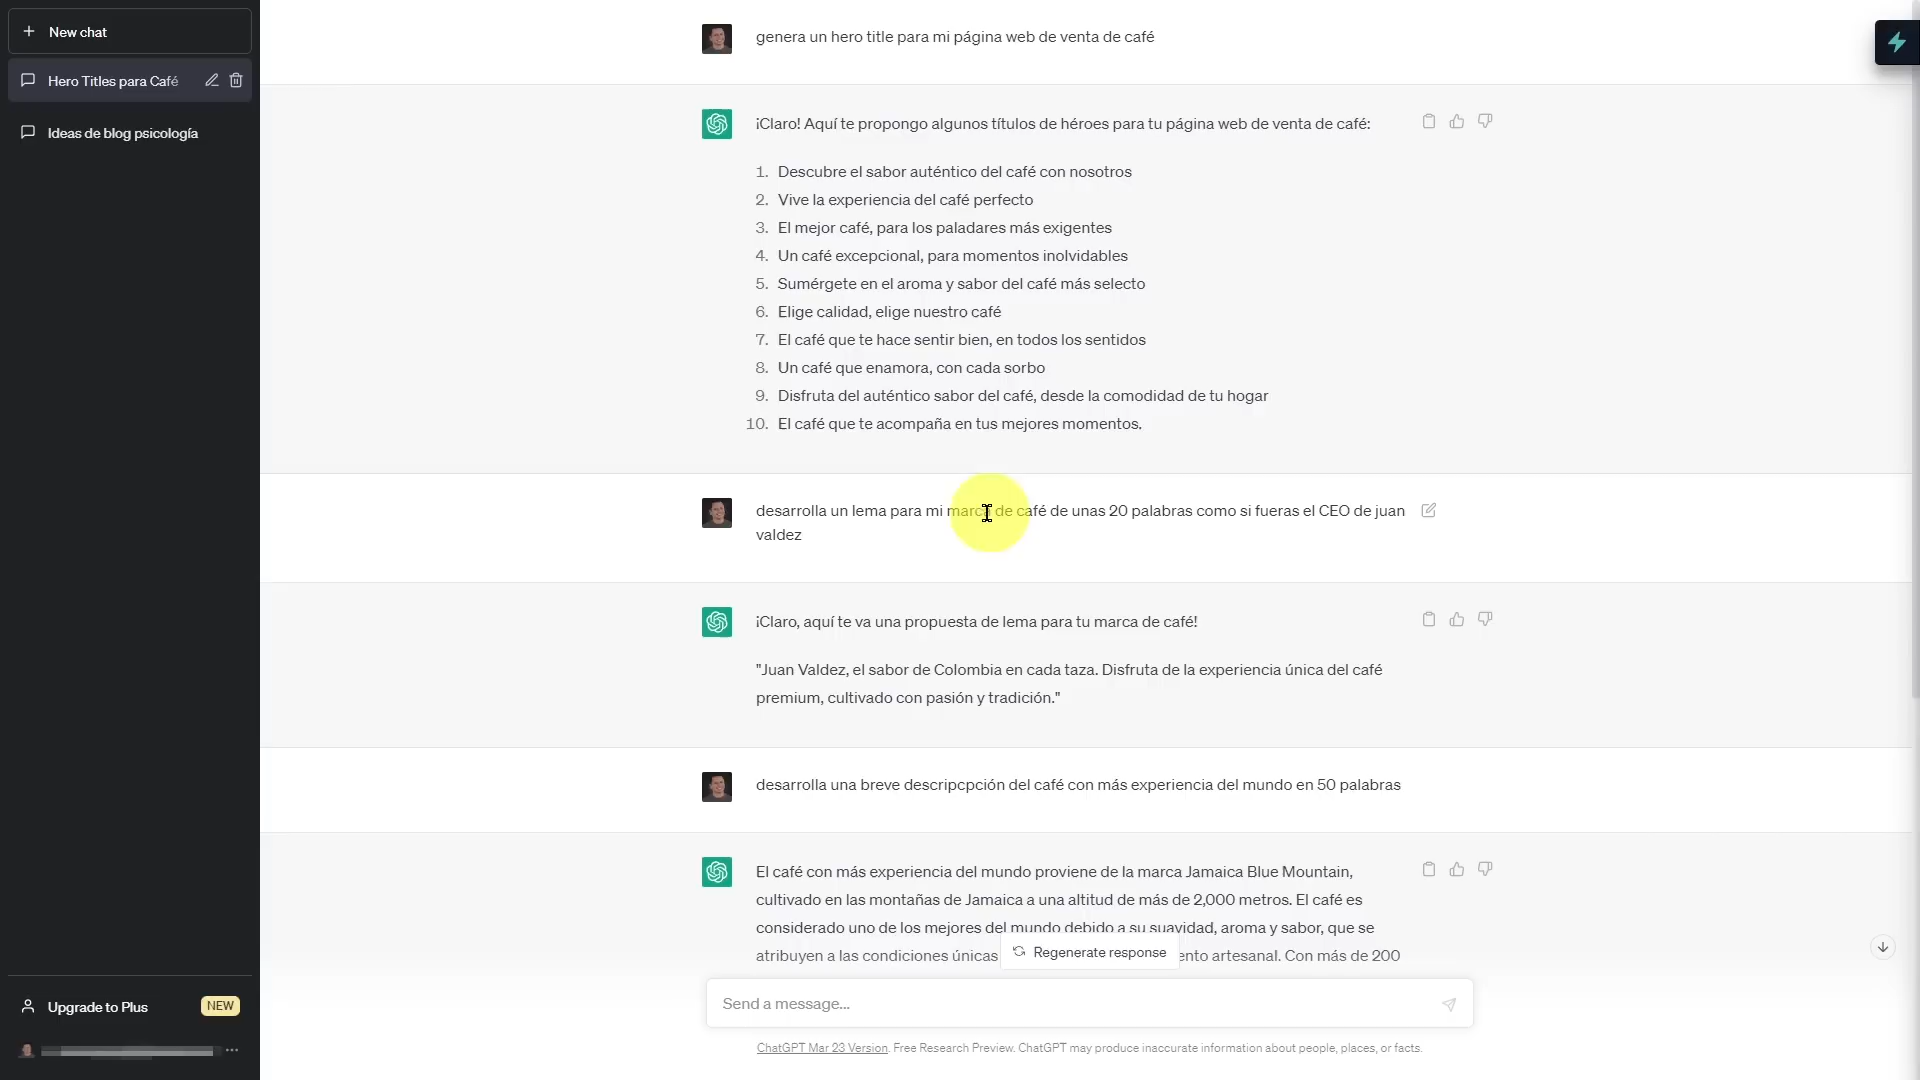 New chat
Hero Titles para Café
Ideas de blog psicología
genera un hero title para mi página web de venta de café
¡Claro! Aquí te propongo algunos títulos de héroes para tu página web de venta de café:
1. Descubre el sabor auténtico del café con nosotros
2. Vive la experiencia del café perfecto
3. El mejor café, para los paladares más exigentes
4. Un café excepcional, para momentos inolvidables
5. Sumérgete en el aroma y sabor del café más selecto
6. Elige calidad, elige nuestro café
7. El café que te hace sentir bien, en todos los sentidos
8. Un café que enamora, con cada sorbo
9. Disfruta del auténtico sabor del café, desde la comodidad de tu hogar
10. El café que te acompaña en tus mejores momentos.
desarrolla un lema para mi marca de café de unas 20 palabras como si fueras el CEO de juan
valdez
¡Claro, aquí te va una propuesta de lema para tu marca de café!
"Juan Valdez, el sabor de Colombia en cada taza. Disfruta de la experiencia única del café
premium, cultivado con pasión y tradición."
desarrolla una breve descripcpción del café con más experiencia del mundo en 50 palabras
El café con más experiencia del mundo proviene de la marca Jamaica Blue Mountain,
cultivado en las montañas de Jamaica a una altitud de más de 2,000 metros. El café es
considerado uno de los mejores del mundo debido a su suavidad, aroma y sabor, que se
atribuyen a las condiciones únicas ento artesanal. Con más de 200
Regenerate response
Send a message...
ChatGPT Mar 23 Version. Free Research Preview. ChatGPT may produce inaccurate information about people, places, or facts.
Upgrade to Plus NEW